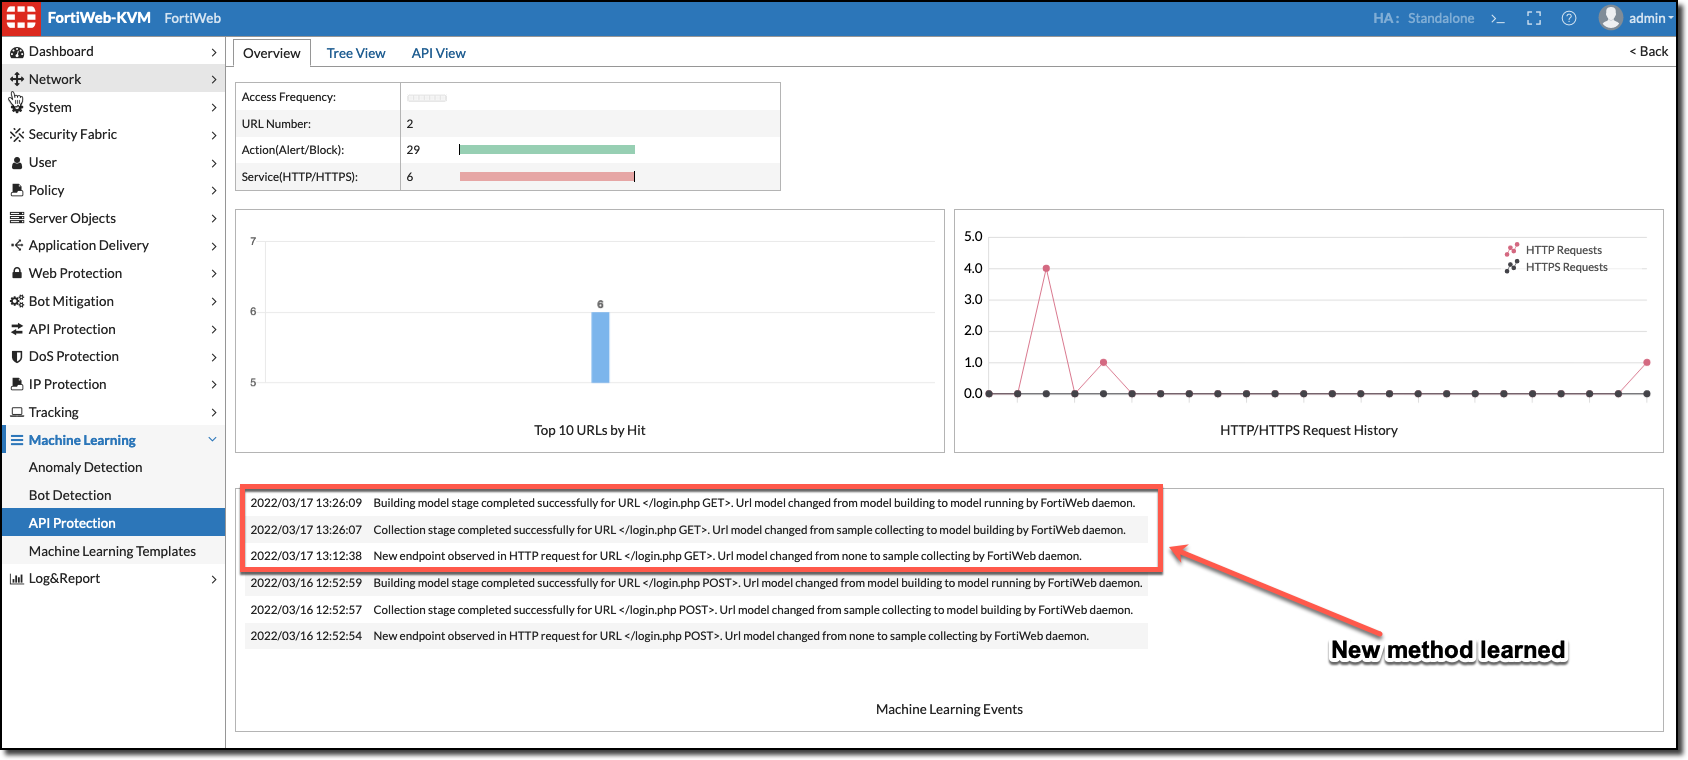 FortiWeb-KVM FortiWeb HA: Standalone >_ admin
Dashboard
Network
System
Security Fabric
User
Policy
Server Objects
Application Delivery
Web Protection
Bot Mitigation
API Protection
DoS Protection
IP Protection
Tracking
Machine Learning
Anomaly Detection
Bot Detection
API Protection
Machine Learning Templates
Log&Report
Overview Tree View API View < Back
Access Frequency:
URL Number: 2
Action(Alert/Block): 29
Service(HTTP/HTTPS): 6
7
6
5
6
Top 10 URLs by Hit
5.0
4.0
3.0
2.0
1.0
0.0
HTTP Requests
HTTPS Requests
HTTP/HTTPS Request History
2022/03/17 13:26:09 Building model stage completed successfully for URL </login.php GET>. Url model changed from model building to model running by FortiWeb daemon.
2022/03/17 13:26:07 Collection stage completed successfully for URL </login.php GET>. Url model changed from sample collecting to model building by FortiWeb daemon.
2022/03/17 13:12:38 New endpoint observed in HTTP request for URL </login.php GET>. Url model changed from none to sample collecting by FortiWeb daemon.
2022/03/16 12:52:59 Building model stage completed successfully for URL </login.php POST>. Url model changed from model building to model running by FortiWeb daemon.
2022/03/16 12:52:57 Collection stage completed successfully for URL </login.php POST>. Url model changed from sample collecting to model building by FortiWeb daemon.
2022/03/16 12:52:54 New endpoint observed in HTTP request for URL </login.php POST>. Url model changed from none to sample collecting by FortiWeb daemon.
New method learned
Machine Learning Events